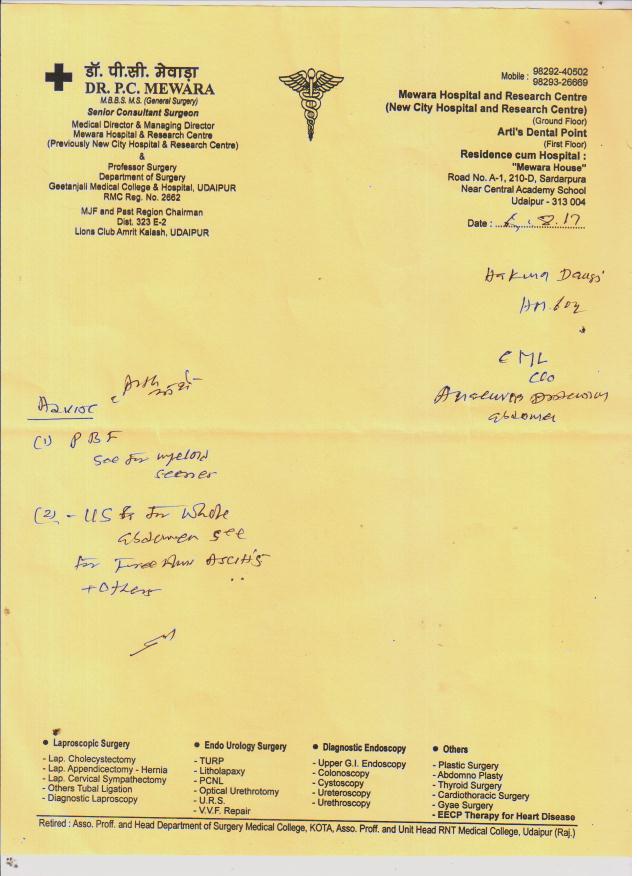 डॉ. पी.सी. मेवाड़ा
DR. P.C. MEWARA
M.B.B.S. M.S. (General Surgery)
Senior Consultant Surgeon
Medical Director & Managing Director
Mewara Hospital & Research Centre
(Previously New City Hospital & Research Centre)
&
Professor Surgery
Department of Surgery
Geetanjali Medical College & Hospital, UDAIPUR
RMC Reg. No. 2662
MJF and Past Region Chairman
Dist. 323 E-2
Lions Club Amrit Kalash, UDAIPUR
Mobile : 98292-40502
98293-26669
Mewara Hospital and Research Centre
(New City Hospital and Research Centre)
(Ground Floor)
Arti's Dental Point
(First Floor)
Residence cum Hospital :
"Mewara House"
Road No. A-1, 210-D, Sardarpura
Near Central Academy School
Udaipur - 313 004
Date : 8.17
CML
C/o
abdomen
(1) PBF
See for myeloid
(2) - US for Whole
abdomen see
for Ascitis
+ Others
• Laproscopic Surgery
- Lap. Cholecystectomy
- Lap. Appendicectomy - Hernia
- Lap. Cervical Sympathectomy
- Others Tubal Ligation
- Diagnostic Laproscopy
• Endo Urology Surgery
- TURP
- Litholapaxy
- PCNL
- Optical Urethrotomy
- U.R.S.
- V.V.F. Repair
• Diagnostic Endoscopy
- Upper G.I. Endoscopy
- Colonoscopy
- Cystoscopy
- Ureteroscopy
- Urethroscopy
• Others
- Plastic Surgery
- Abdomno Plasty
- Thyroid Surgery
- Cardiothoracic Surgery
- Gyae Surgery
- EECP Therapy for Heart Disease
Retired : Asso. Proff. and Head Department of Surgery Medical College, KOTA, Asso. Proff. and Unit Head RNT Medical College, Udaipur (Raj.)